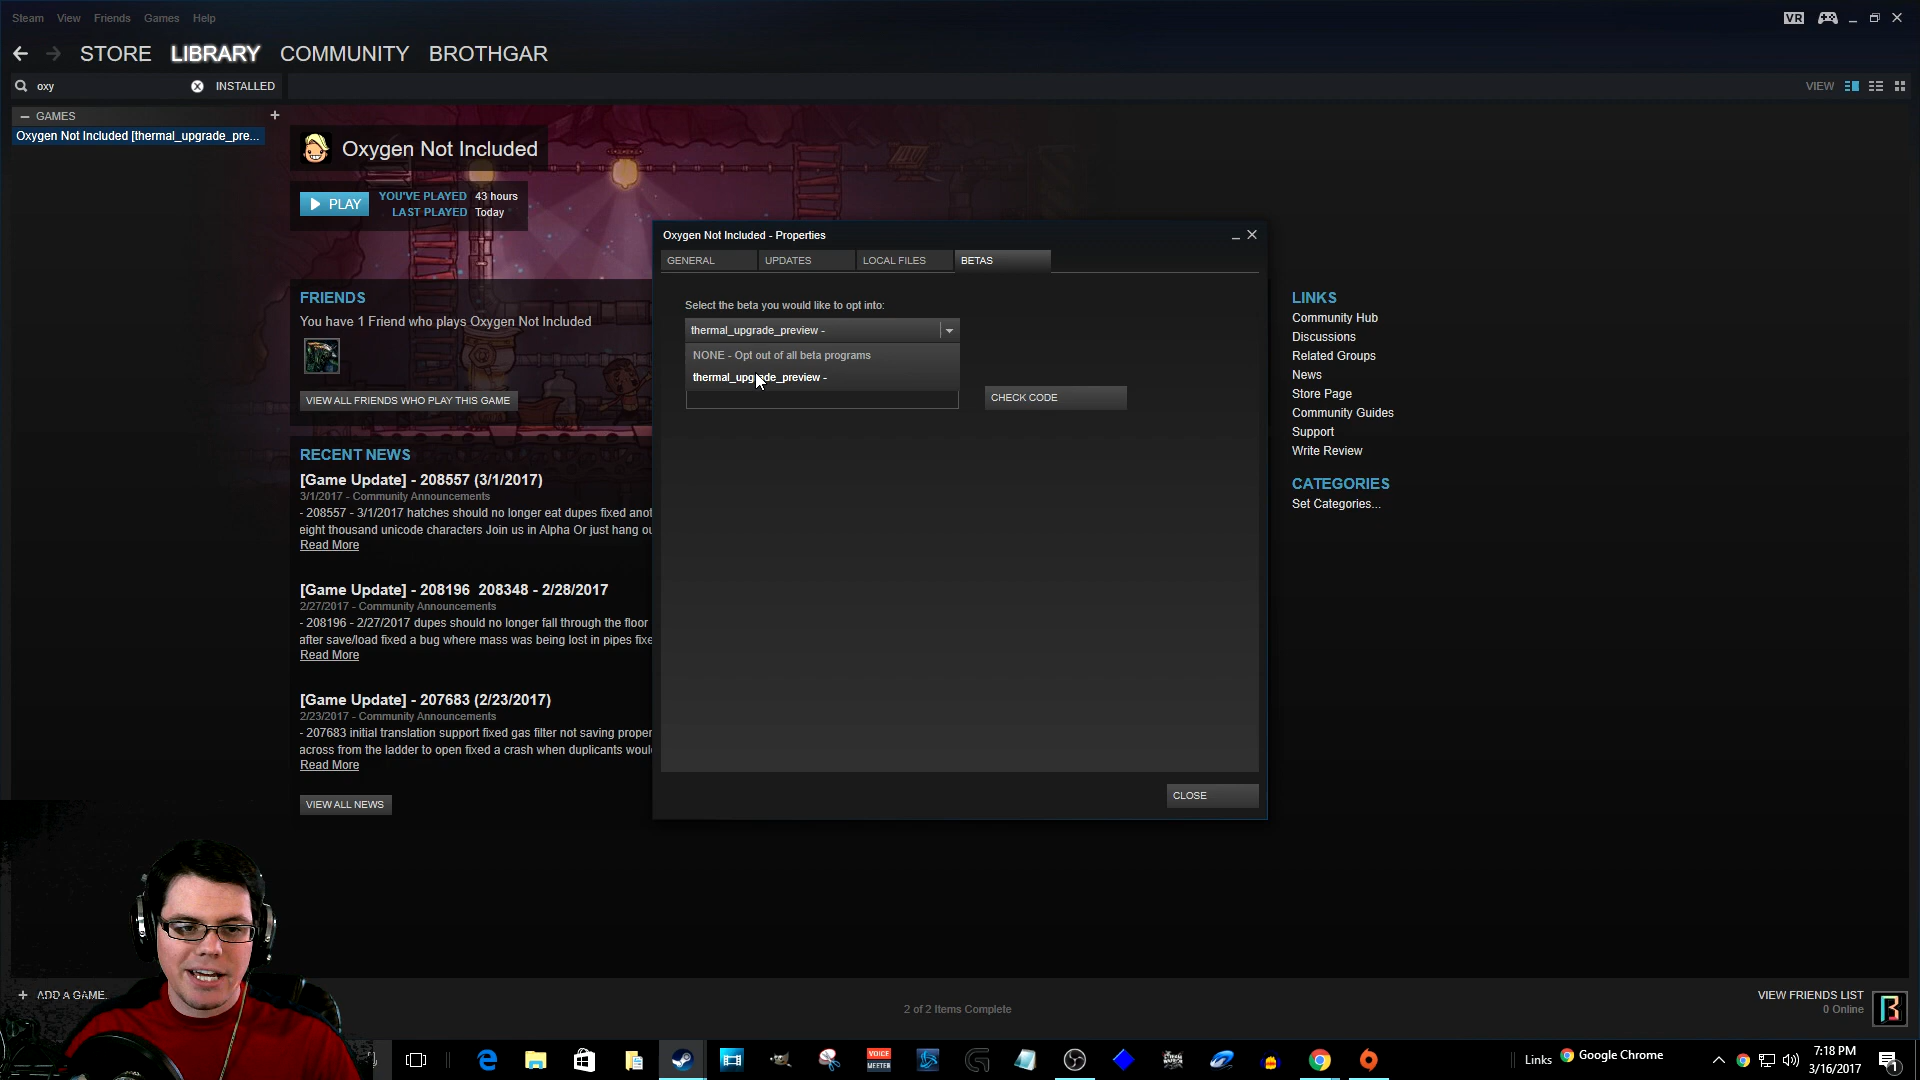 Steam View Friends Games Help
VR
STORE LIBRARY COMMUNITY BROTHGAR
oxy INSTALLED
VIEW
GAMES
Oxygen Not Included [thermal_upgrade_pre...
Oxygen Not Included
PLAY
YOU'VE PLAYED 43 hours
LAST PLAYED Today
FRIENDS
You have 1 Friend who plays Oxygen Not Included
VIEW ALL FRIENDS WHO PLAY THIS GAME
RECENT NEWS
[Game Update] - 208557 (3/1/2017)
3/1/2017 - Community Announcements
- 208557 - 3/1/2017 hatches should no longer eat dupes fixed
eight thousand unicode characters Join us in Alpha Or just hang
Read More
[Game Update] - 208196 208348 - 2/28/2017
2/27/2017 - Community Announcements
- 208196 - 2/27/2017 dupes should no longer fall through the floor
after save/load fixed a bug where mass was being lost in pipes
Read More
[Game Update] - 207683 (2/23/2017)
2/23/2017 - Community Announcements
- 207683 initial translation support fixed gas filter not saving
across from the ladder to open fixed a crash when duplicants
Read More
VIEW ALL NEWS
Oxygen Not Included - Properties
GENERAL UPDATES LOCAL FILES BETAS
Select the beta you would like to opt into:
thermal_upgrade_preview -
NONE - Opt out of all beta programs
thermal_upgrade_preview -
CHECK CODE
CLOSE
LINKS
Community Hub
Discussions
Related Groups
News
Store Page
Community Guides
Support
Write Review
CATEGORIES
Set Categories...
ADD A GAME...
2 of 2 Items Complete
VIEW FRIENDS LIST
0 Online
VOICE
MEETER
Links Google Chrome
7:18 PM
3/16/2017
1